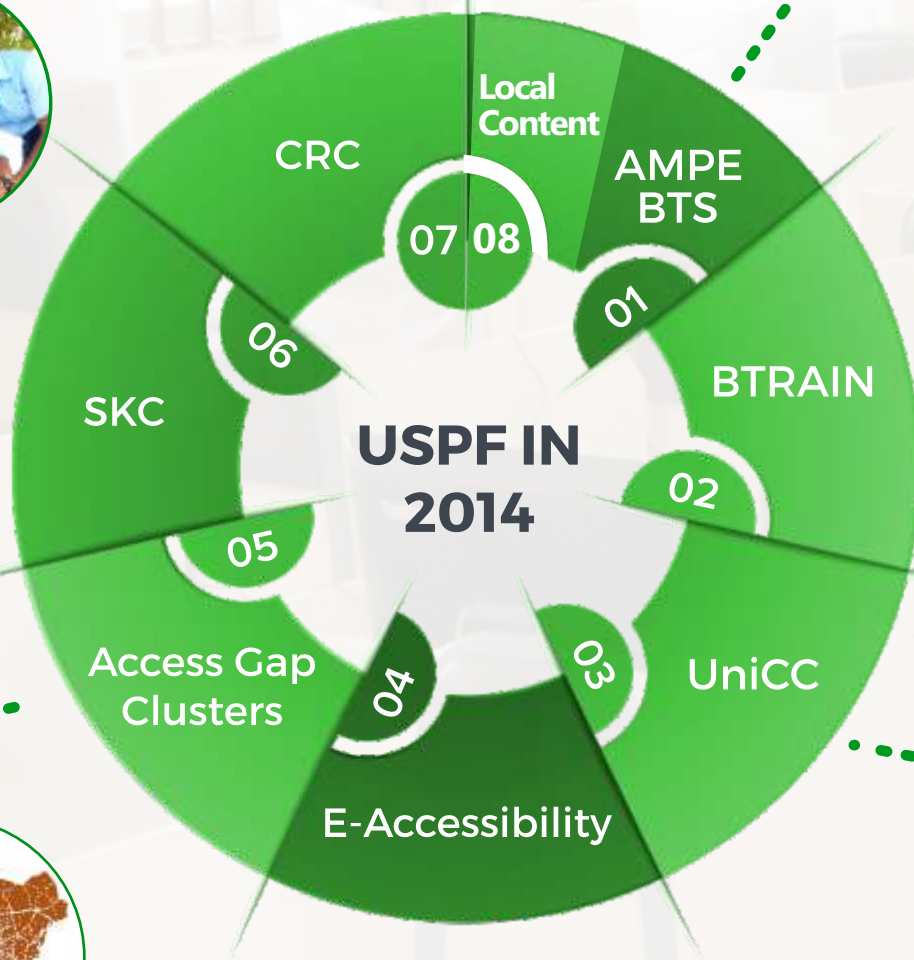 USPF IN
2014
01
AMPE
BTS
02
BTRAIN
03
UniCC
04
E-Accessibility
05
Access Gap
Clusters
06
SKC
07
CRC
08
Local
Content